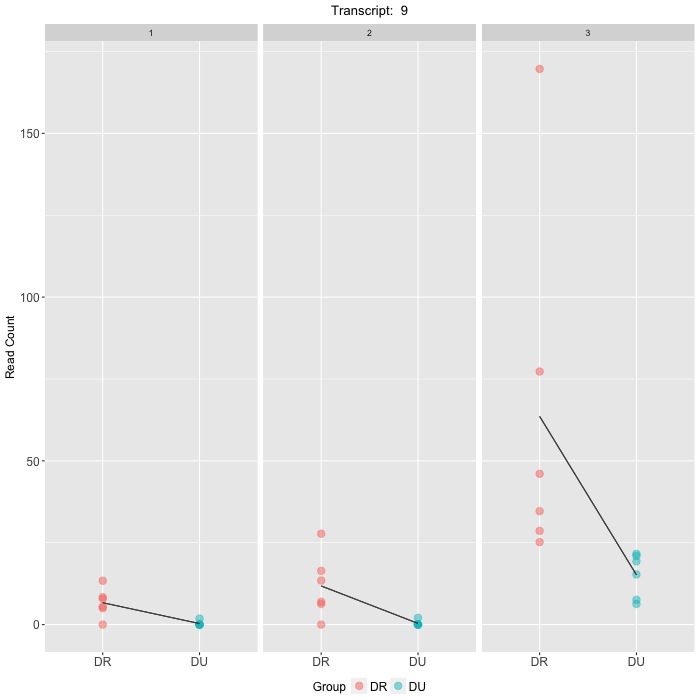 Transcript:  9
1 2 3
Read Count
150
100
50
0
DR DU DR DU DR DU
Group DR DU